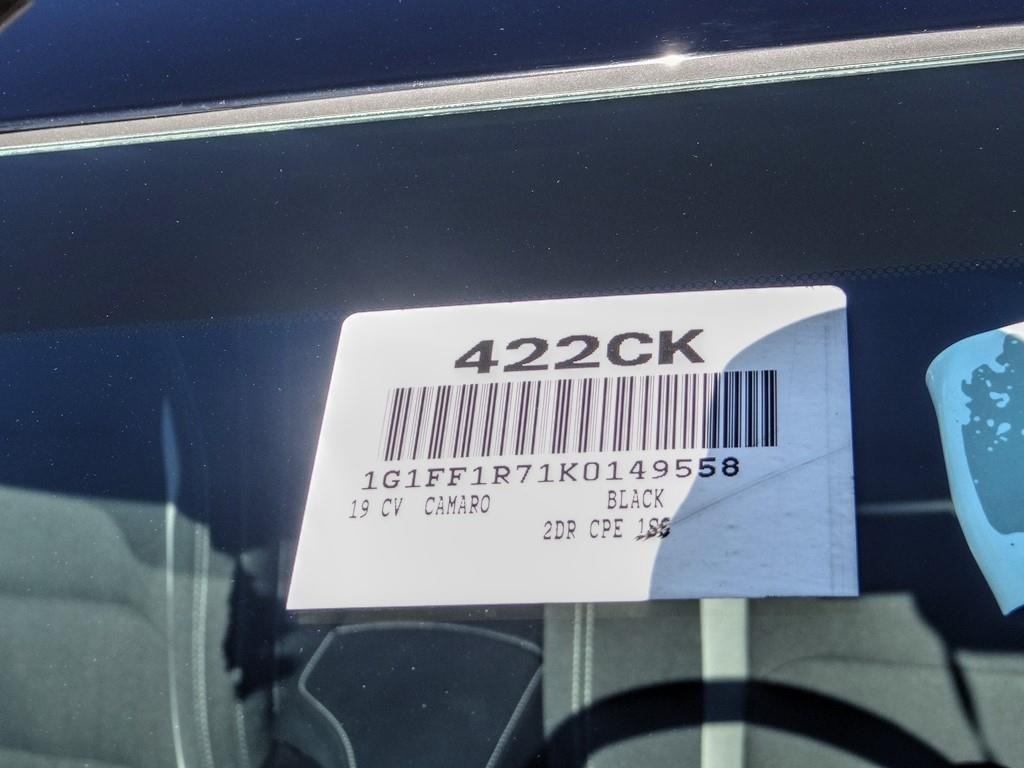 422CK
1G1FF1R71K0149558
19 CV CAMARO BLACK
2DR CPE 1SS